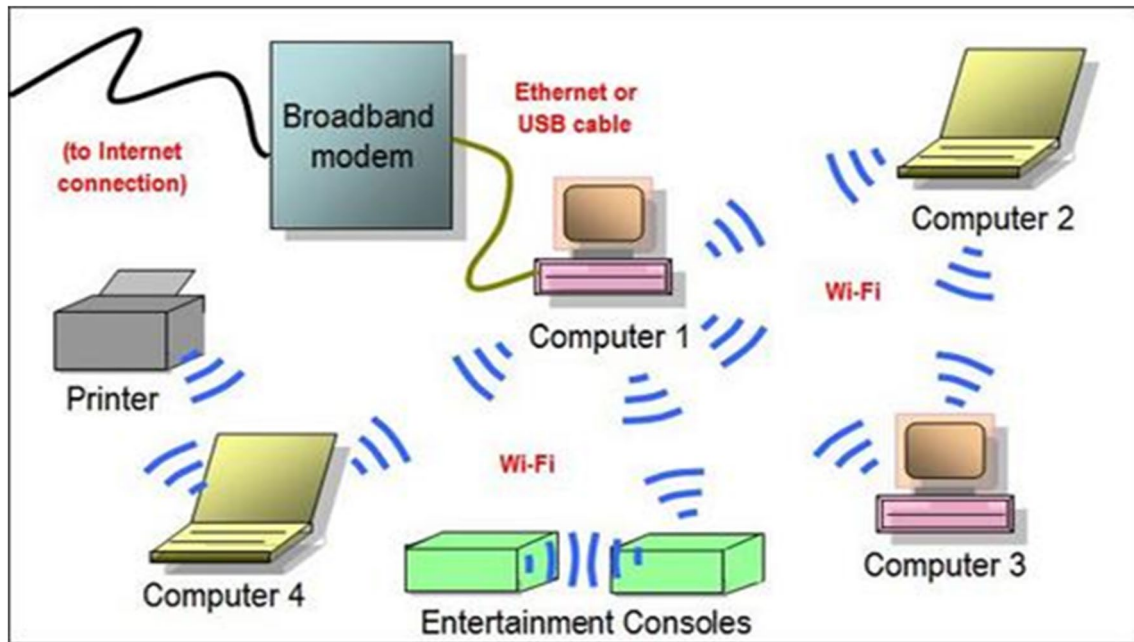 Broadband
modem
Ethernet or
USB cable
(to Internet
connection)
Computer 2
Wi-Fi
Computer 1
Printer
Wi-Fi
Computer 3
Computer 4
Entertainment Consoles